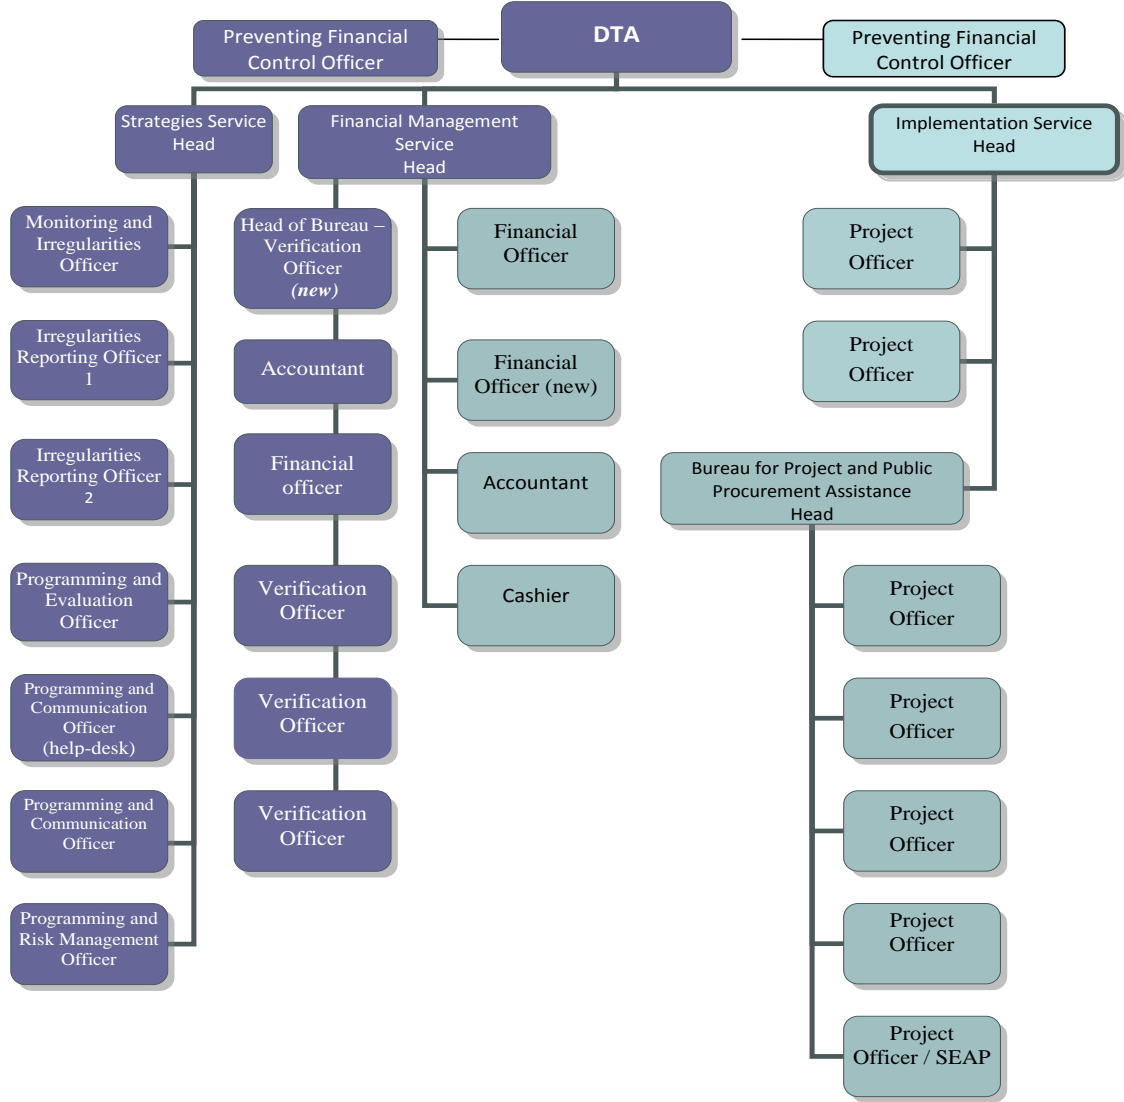 DTA
Preventing Financial
Control Officer
Preventing Financial
Control Officer
Strategies Service
Head
Financial Management
Service
Head
Implementation Service
Head
Monitoring and
Irregularities
Officer
Irregularities
Reporting Officer
1
Irregularities
Reporting Officer
2
Programming and
Evaluation
Officer
Programming and
Communication
Officer
(help-desk)
Programming and
Communication
Officer
Programming and
Risk Management
Officer
Head of Bureau –
Verification
Officer
(new)
Accountant
Financial
officer
Verification
Officer
Verification
Officer
Verification
Officer
Financial
Officer
Financial
Officer (new)
Accountant
Cashier
Project
Officer
Project
Officer
Bureau for Project and Public
Procurement Assistance
Head
Project
Officer
Project
Officer
Project
Officer
Project
Officer
Project
Officer / SEAP